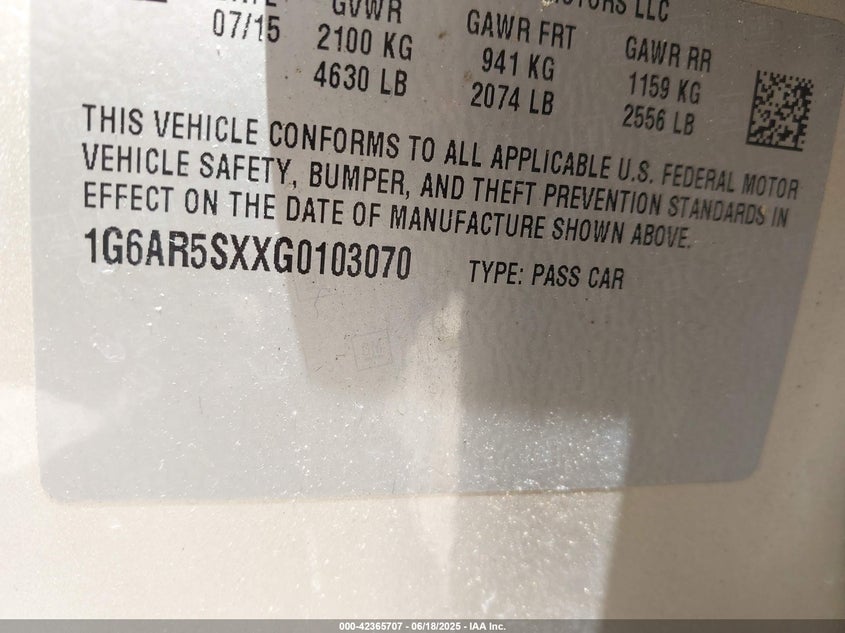 07/15
GVWR
2100 KG
4630 LB
GAWR FRT
941 KG
2074 LB
LLC
GAWR RR
1159 KG
2556 LB
THIS VEHICLE CONFORMS TO ALL APPLICABLE U.S. FEDERAL MOTOR
VEHICLE SAFETY, BUMPER, AND THEFT PREVENTION STANDARDS IN
EFFECT ON THE DATE OF MANUFACTURE SHOWN ABOVE.
1G6AR5SXXG0103070
TYPE: PASS CAR
GM
000-42365707 - 06/18/2025 - IAA Inc.